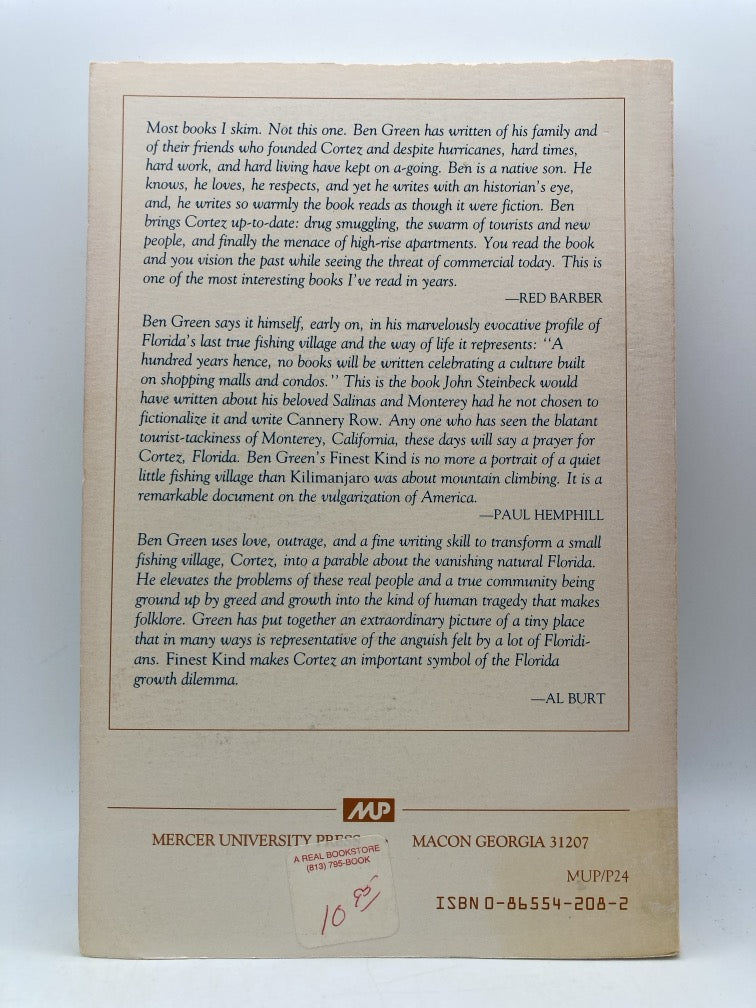 Most books I skim. Not this one. Ben Green has written of his family and
of their friends who founded Cortez and despite hurricanes, hard times,
hard work, and hard living have kept on a-going. Ben is a native son. He
knows, he loves, he respects, and yet he writes with an historian's eye,
and, he writes so warmly the book reads as though it were fiction. Ben
brings Cortez up-to-date: drug smuggling, the swarm of tourists and new
people, and finally the menace of high-rise apartments. You read the book
and you vision the past while seeing the threat of commercial today. This is
one of the most interesting books I've read in years.
—RED BARBER
Ben Green says it himself, early on, in his marvelously evocative profile of
Florida's last true fishing village and the way of life it represents: "A
hundred years hence, no books will be written celebrating a culture built
on shopping malls and condos." This is the book John Steinbeck would
have written about his beloved Salinas and Monterey had he not chosen to
fictionalize it and write Cannery Row. Any one who has seen the blatant
tourist-tackiness of Monterey, California, these days will say a prayer for
Cortez, Florida. Ben Green's Finest Kind is no more a portrait of a quiet
little fishing village than Kilimanjaro was about mountain climbing. It is a
remarkable document on the vulgarization of America.
—PAUL HEMPHILL
Ben Green uses love, outrage, and a fine writing skill to transform a small
fishing village, Cortez, into a parable about the vanishing natural Florida.
He elevates the problems of these real people and a true community being
ground up by greed and growth into the kind of human tragedy that makes
folklore. Green has put together an extraordinary picture of a tiny place
that in many ways is representative of the anguish felt by a lot of Floridi-
ans. Finest Kind makes Cortez an important symbol of the Florida
growth dilemma.
—AL BURT
MUP
MERCER UNIVERSITY PRESS MACON GEORGIA 31207
A REAL BOOKSTORE
(813) 795-BOOK
10 95
MUP/P24
ISBN 0-86554-208-2